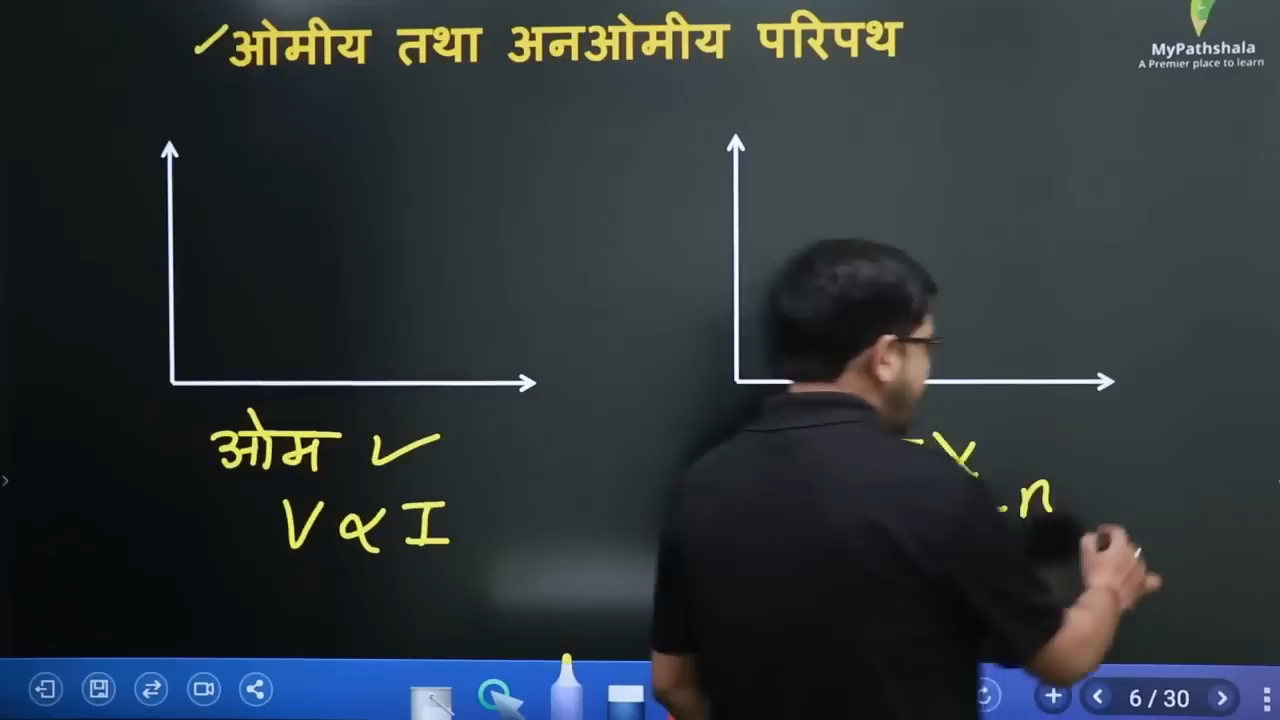 ओमीय तथा अनओमीय परिपथ
MyPathshala
A Premier place to learn
ओम ✓
V ∝ I
n
6 / 30